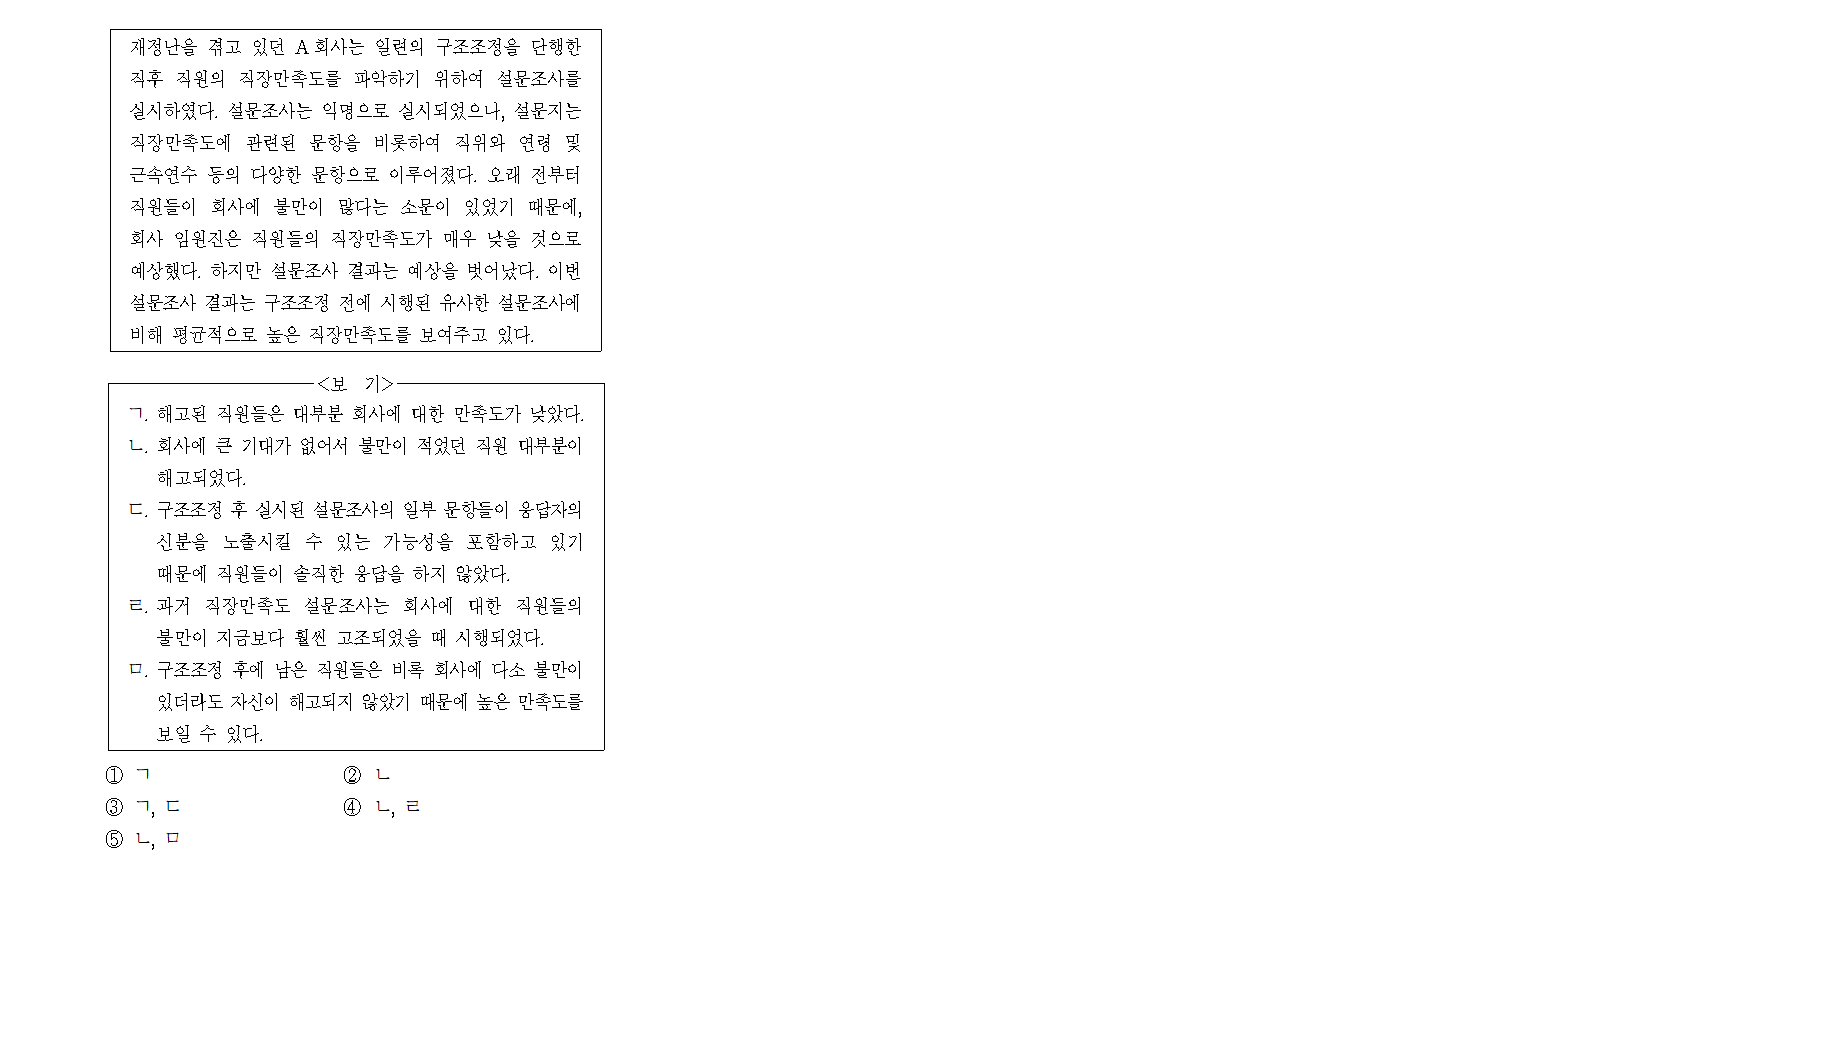 재정난을 겪고 있던 A회사는 일련의 구조조정을 단행한
직후 직원의 직장만족도를 파악하기 위하여 설문조사를
실시하였다. 설문조사는 익명으로 실시되었으나, 설문지는
직장만족도에 관련된 문항을 비롯하여 직위와 연령 및
근속연수 등의 다양한 문항으로 이루어졌다. 오래 전부터
직원들이 회사에 불만이 많다는 소문이 있었기 때문에,
회사 임원진은 직원들의 직장만족도가 매우 낮을 것으로
예상했다. 하지만 설문조사 결과는 예상을 벗어났다. 이번
설문조사 결과는 구조조정 전에 시행된 유사한 설문조사에
비해 평균적으로 높은 직장만족도를 보여주고 있다.
<보 기>
ㄱ. 해고된 직원들은 대부분 회사에 대한 만족도가 낮았다.
ㄴ. 회사에 큰 기대가 없어서 불만이 적었던 직원 대부분이
해고되었다.
ㄷ. 구조조정 후 실시된 설문조사의 일부 문항들이 응답자의
신분을 노출시킬 수 있는 가능성을 포함하고 있기
때문에 직원들이 솔직한 응답을 하지 않았다.
ㄹ. 과거 직장만족도 설문조사는 회사에 대한 직원들의
불만이 지금보다 훨씬 고조되었을 때 시행되었다.
ㅁ. 구조조정 후에 남은 직원들은 비록 회사에 다소 불만이
있더라도 자신이 해고되지 않았기 때문에 높은 만족도를
보일 수 있다.
① ㄱ ② ㄴ
③ ㄱ, ㄷ ④ ㄴ, ㄹ
⑤ ㄴ, ㅁ